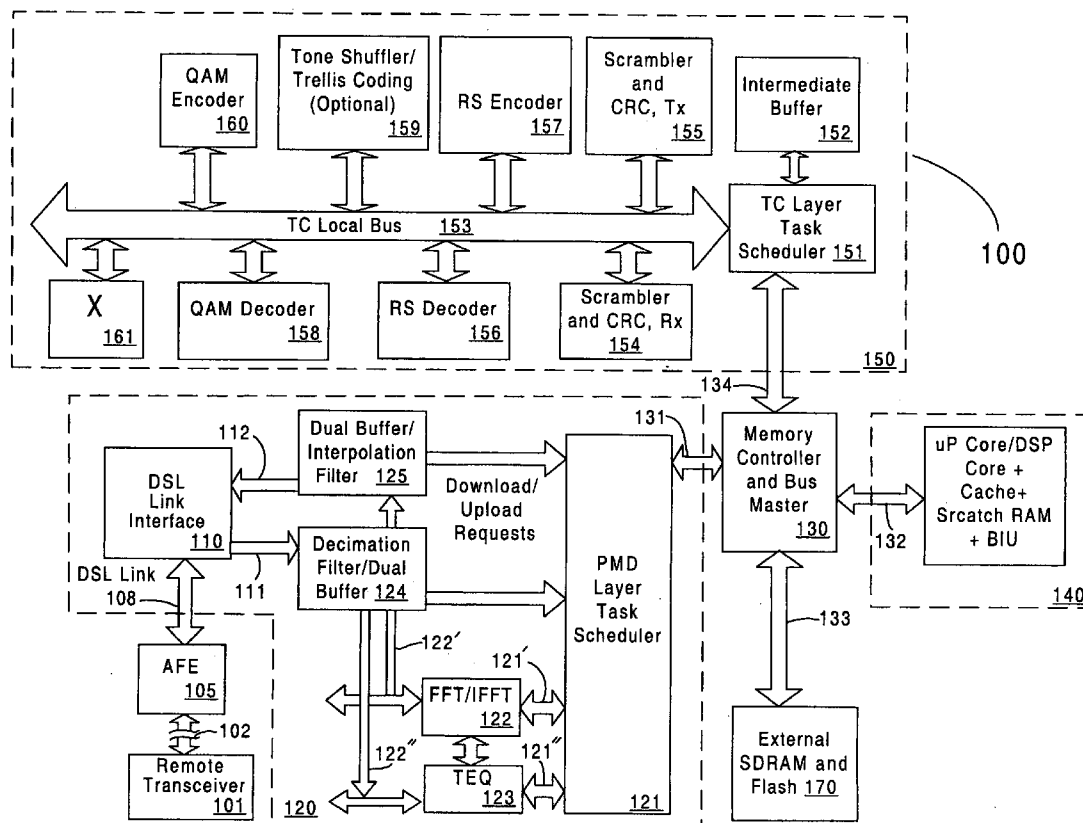 QAM
Encoder
160
Tone Shuffler/
Trellis Coding
(Optional)
159
RS Encoder
157
Scrambler
and
CRC, Tx
155
Intermediate
Buffer
152
TC Local Bus 153
TC Layer
Task
Scheduler 151
100
X
161
QAM Decoder
158
RS Decoder
156
Scrambler
and CRC, Rx
154
150
134
DSL
Link
Interface
110
112
Dual Buffer/
Interpolation
Filter 125
Download/
Upload
Requests
131
Memory
Controller
and Bus
Master
130
uP Core/DSP
Core +
Cache+
Srcatch RAM
+ BIU
132
140
111
Decimation
Filter/Dual
Buffer 124
PMD
Layer
Task
Scheduler
121
DSL Link
108
133
AFE
105
122'
121'
FFT/IFFT
122
102
122"
121"
TEQ
123
Remote
Transceiver
101
120
External
SDRAM and
Flash 170